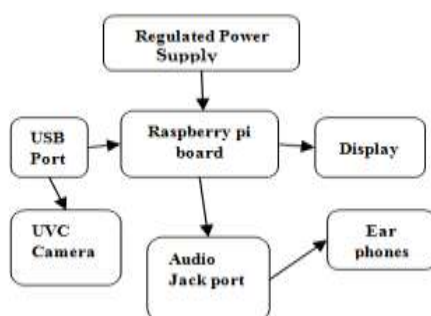 Regulated Power
Supply
USB
Port
Raspberry pi
board
Display
UVC
Camera
Audio
Jack port
Ear
phones